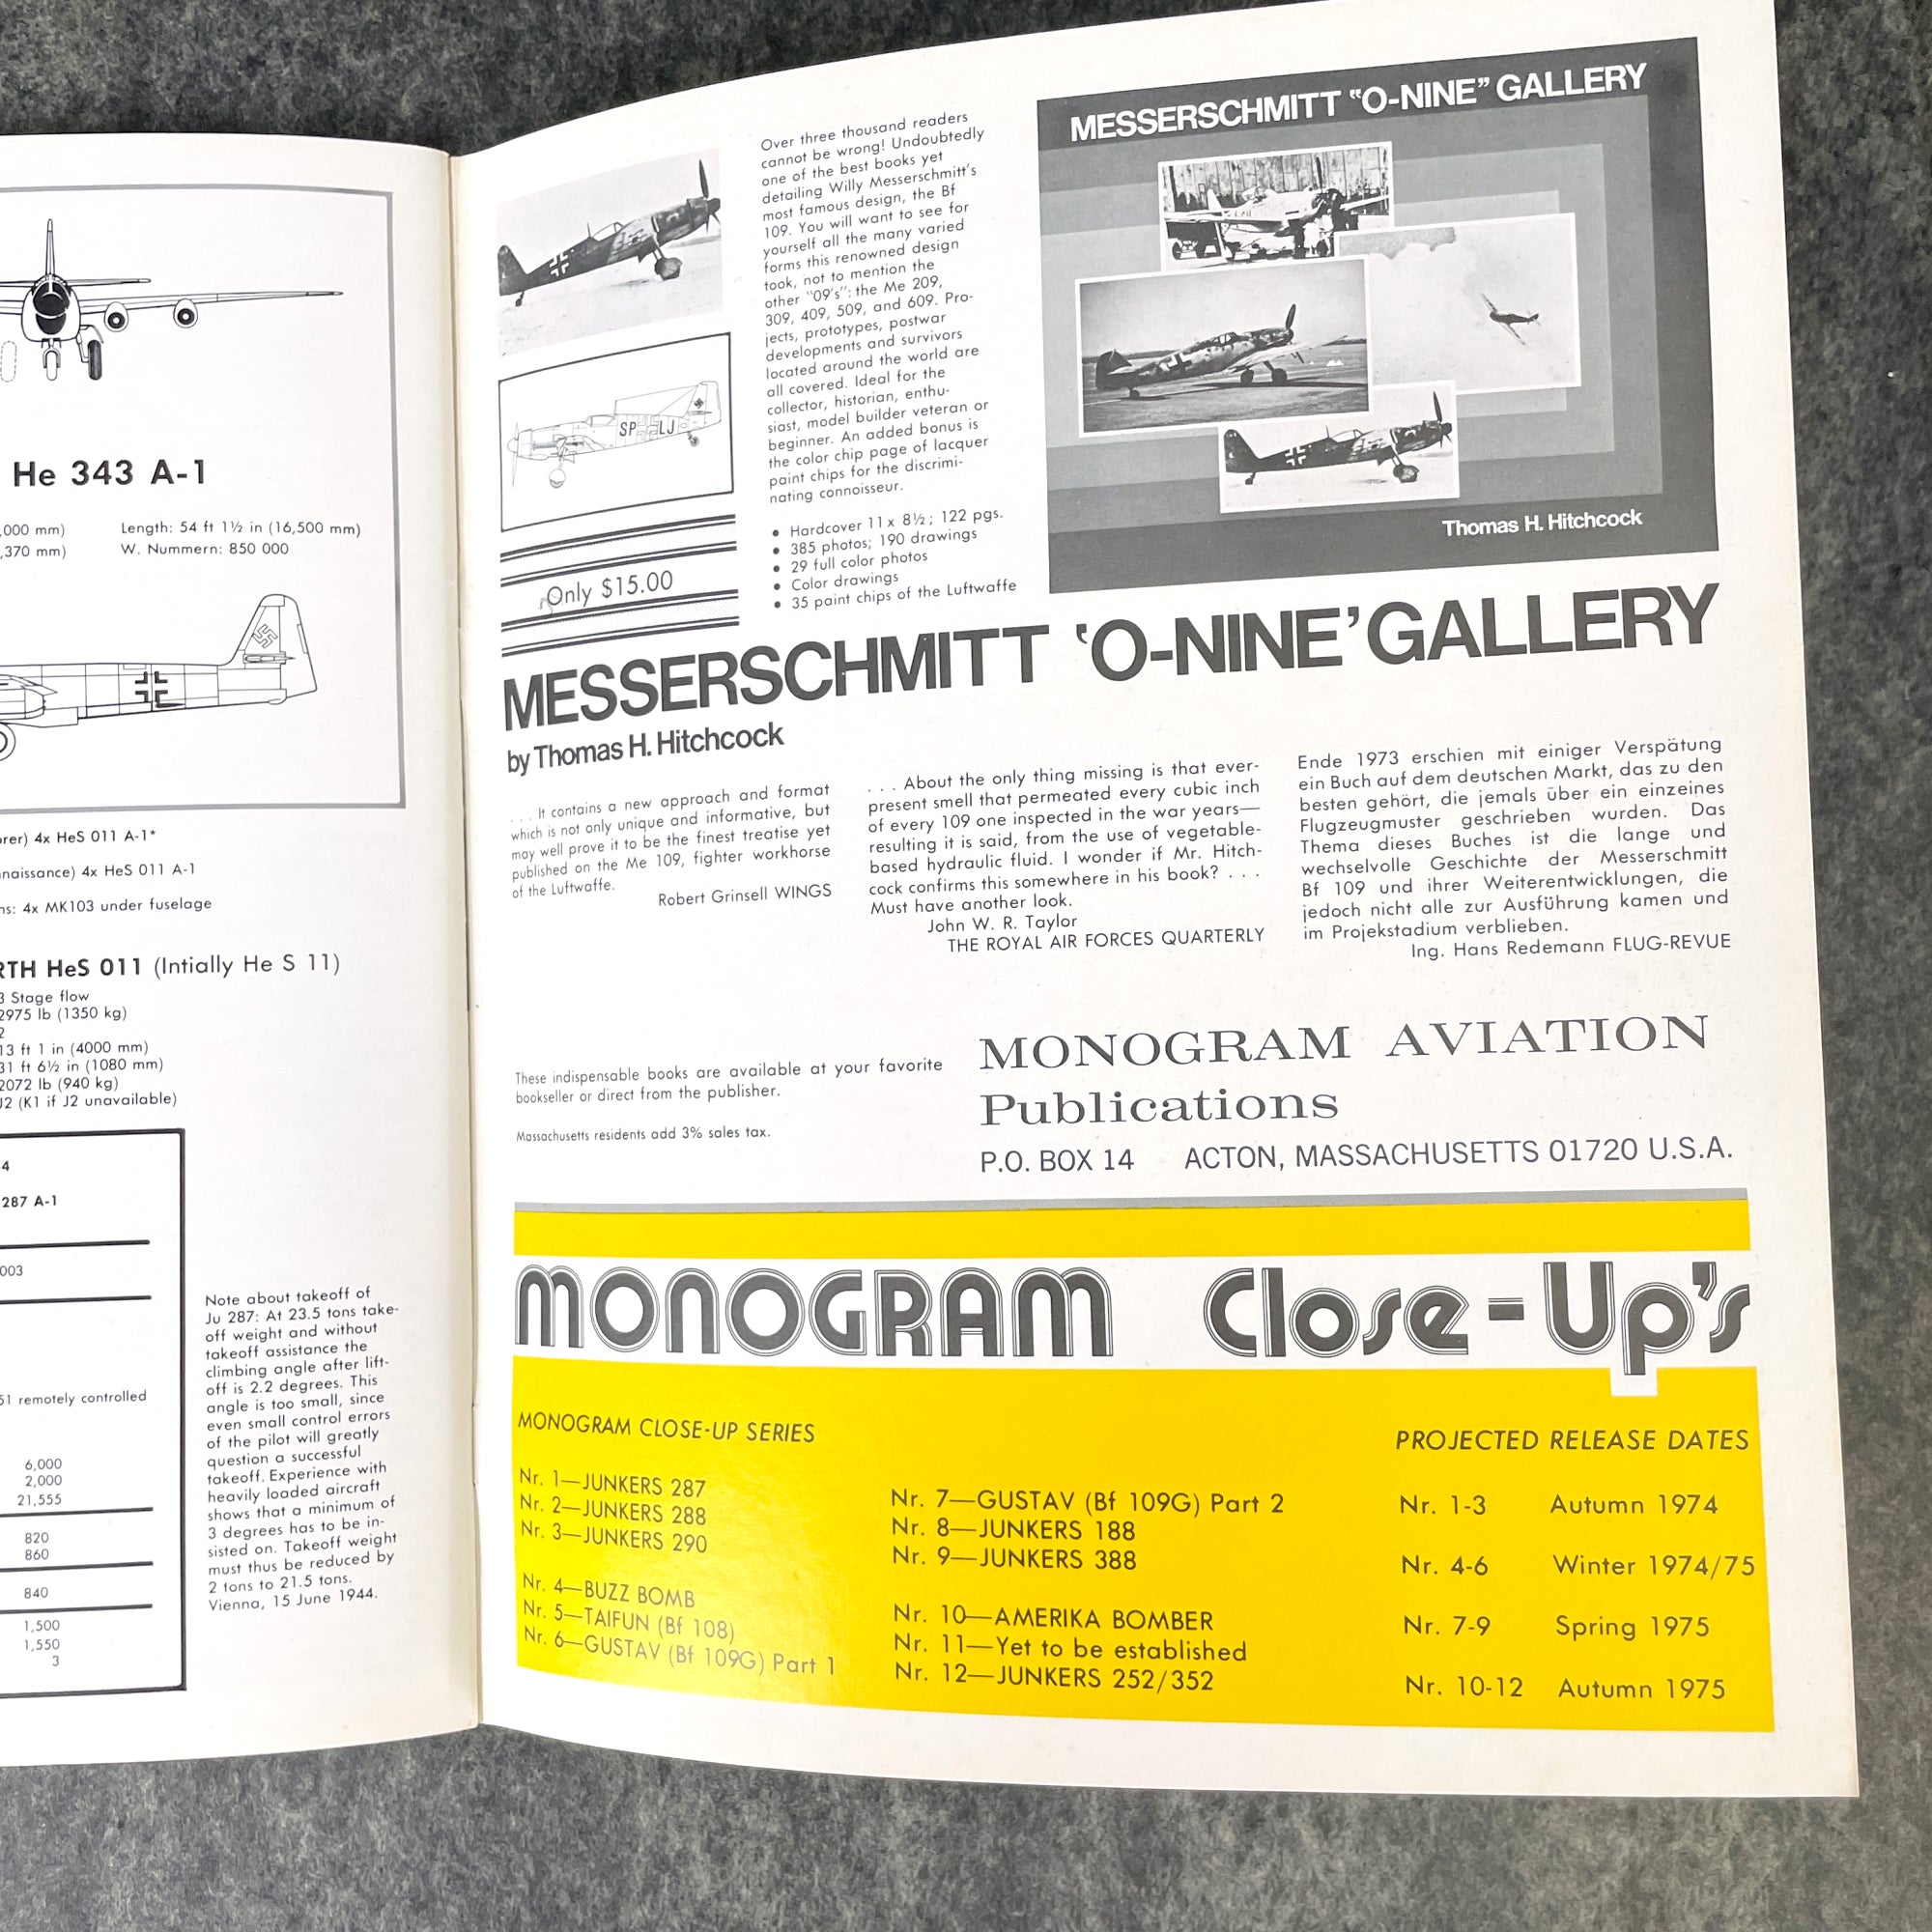 He 343 A-1
,000 mm) Length: 54 ft 1½ in (16,500 mm)
,370 mm) W. Nummern: 850 000
orer) 4x HeS 011 A-1*
nnaissance) 4x HeS 011 A-1
ns: 4x MK103 under fuselage
RTH HeS 011 (Intially He S 11)
3 Stage flow
2975 lb (1350 kg)
2
13 ft 1 in (4000 mm)
31 ft 6½ in (1080 mm)
2072 lb (940 kg)
J2 (K1 if J2 unavailable)
4
287 A-1
003
51 remotely controlled
6,000
2,000
21,555
820
860
840
1,500
1,550
3
Note about takeoff of
Ju 287: At 23.5 tons take-
off weight and without
takeoff assistance the
climbing angle after lift-
off is 2.2 degrees. This
angle is too small, since
even small control errors
of the pilot will greatly
question a successful
takeoff. Experience with
heavily loaded aircraft
shows that a minimum of
3 degrees has to be in-
sisted on. Takeoff weight
must thus be reduced by
2 tons to 21.5 tons.
Vienna, 15 June 1944.
SP LJ
Only $15.00
Over three thousand readers
cannot be wrong! Undoubtedly
one of the best books yet
detailing Willy Messerschmitt's
most famous design, the Bf
109. You will want to see for
yourself all the many varied
forms this renowned design
took, not to mention the
other "09's": the Me 209,
309, 409, 509, and 609. Pro-
jects, prototypes, postwar
developments and survivors
located around the world are
all covered. Ideal for the
collector, historian, enthu-
siast, model builder veteran or
beginner. An added bonus is
the color chip page of lacquer
paint chips for the discrimi-
nating connoisseur.
• Hardcover 11 x 8½; 122 pgs.
• 385 photos; 190 drawings
• 29 full color photos
• Color drawings
• 35 paint chips of the Luftwaffe
MESSERSCHMITT "O-NINE" GALLERY
Thomas H. Hitchcock
MESSERSCHMITT 'O-NINE' GALLERY
by Thomas H. Hitchcock
. . . It contains a new approach and format
which is not only unique and informative, but
may well prove it to be the finest treatise yet
published on the Me 109, fighter workhorse
of the Luftwaffe.
Robert Grinsell WINGS
. . . About the only thing missing is that ever-
present smell that permeated every cubic inch
of every 109 one inspected in the war years—
resulting it is said, from the use of vegetable-
based hydraulic fluid. I wonder if Mr. Hitch-
cock confirms this somewhere in his book? . . .
Must have another look.
John W. R. Taylor
THE ROYAL AIR FORCES QUARTERLY
Ende 1973 erschien mit einiger Verspätung
ein Buch auf dem deutschen Markt, das zu den
besten gehört, die jemals über ein einzeines
Flugzeugmuster geschrieben wurden. Das
Thema dieses Buches ist die lange und
wechselvolle Geschichte der Messerschmitt
Bf 109 und ihrer Weiterentwicklungen, die
jedoch nicht alle zur Ausführung kamen und
im Projekstadium verblieben.
Ing. Hans Redemann FLUG-REVUE
These indispensable books are available at your favorite
bookseller or direct from the publisher.
Massachusetts residents add 3% sales tax.
MONOGRAM AVIATION
Publications
P.O. BOX 14 ACTON, MASSACHUSETTS 01720 U.S.A.
MONOGRAM Close-Up's
MONOGRAM CLOSE-UP SERIES
Nr. 1—JUNKERS 287
Nr. 2—JUNKERS 288
Nr. 3—JUNKERS 290
Nr. 4—BUZZ BOMB
Nr. 5—TAIFUN (Bf 108)
Nr. 6—GUSTAV (Bf 109G) Part 1
Nr. 7—GUSTAV (Bf 109G) Part 2
Nr. 8—JUNKERS 188
Nr. 9—JUNKERS 388
Nr. 10—AMERIKA BOMBER
Nr. 11—Yet to be established
Nr. 12—JUNKERS 252/352
PROJECTED RELEASE DATES
Nr. 1-3 Autumn 1974
Nr. 4-6 Winter 1974/75
Nr. 7-9 Spring 1975
Nr. 10-12 Autumn 1975